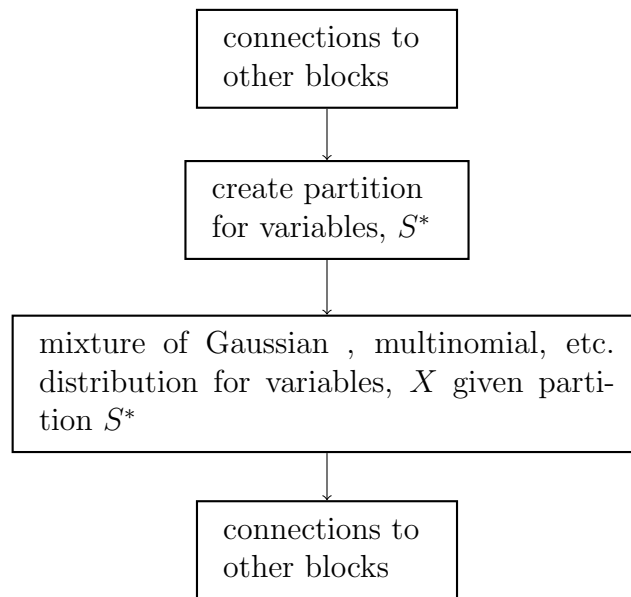 connections to
other blocks
create partition
for variables, S*
mixture of Gaussian , multinomial, etc.
distribution for variables, X given parti-
tion S*
connections to
other blocks